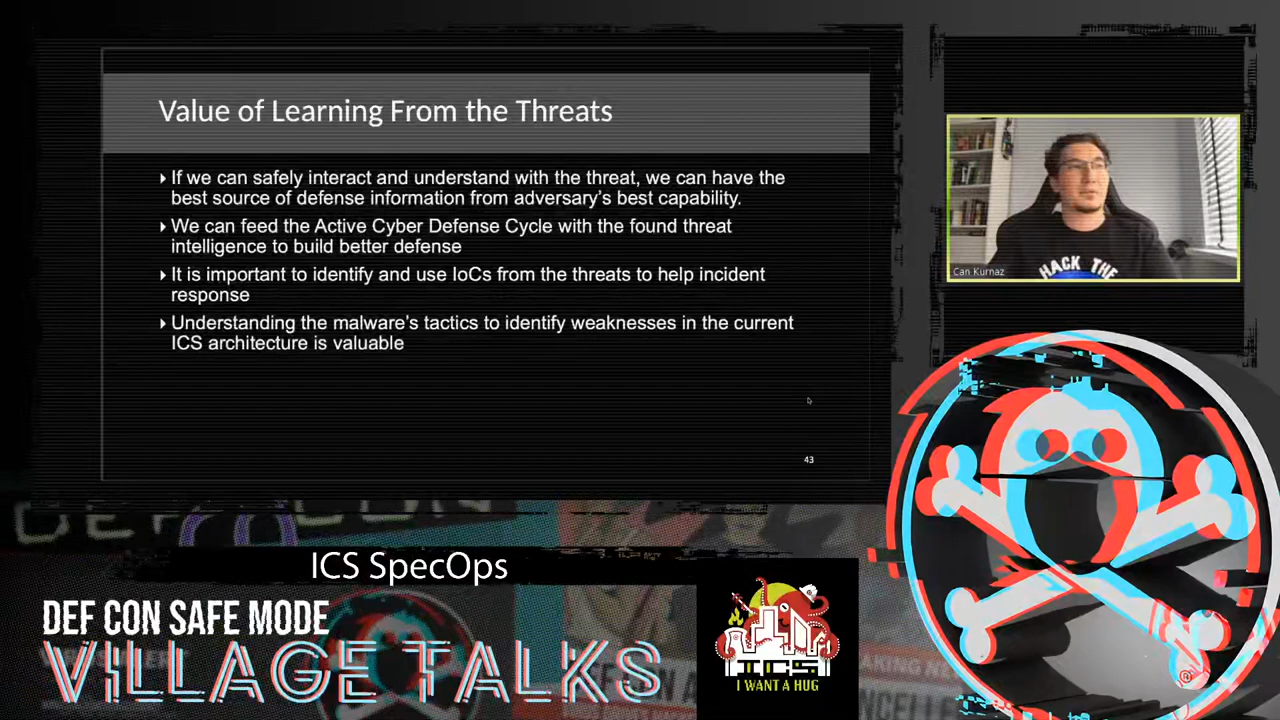 Value of Learning From the Threats
If we can safely interact and understand with the threat, we can have the
best source of defense information from adversary's best capability.
We can feed the Active Cyber Defense Cycle with the found threat
intelligence to build better defense
It is important to identify and use IoCs from the threats to help incident
response
Understanding the malware's tactics to identify weaknesses in the current
ICS architecture is valuable
43
HACK THE
Can Kurnaz
DEF CON
ICS SpecOps
DEF CON SAFE MODE
VILLAGE TALKS
ICS
I WANT A HUG